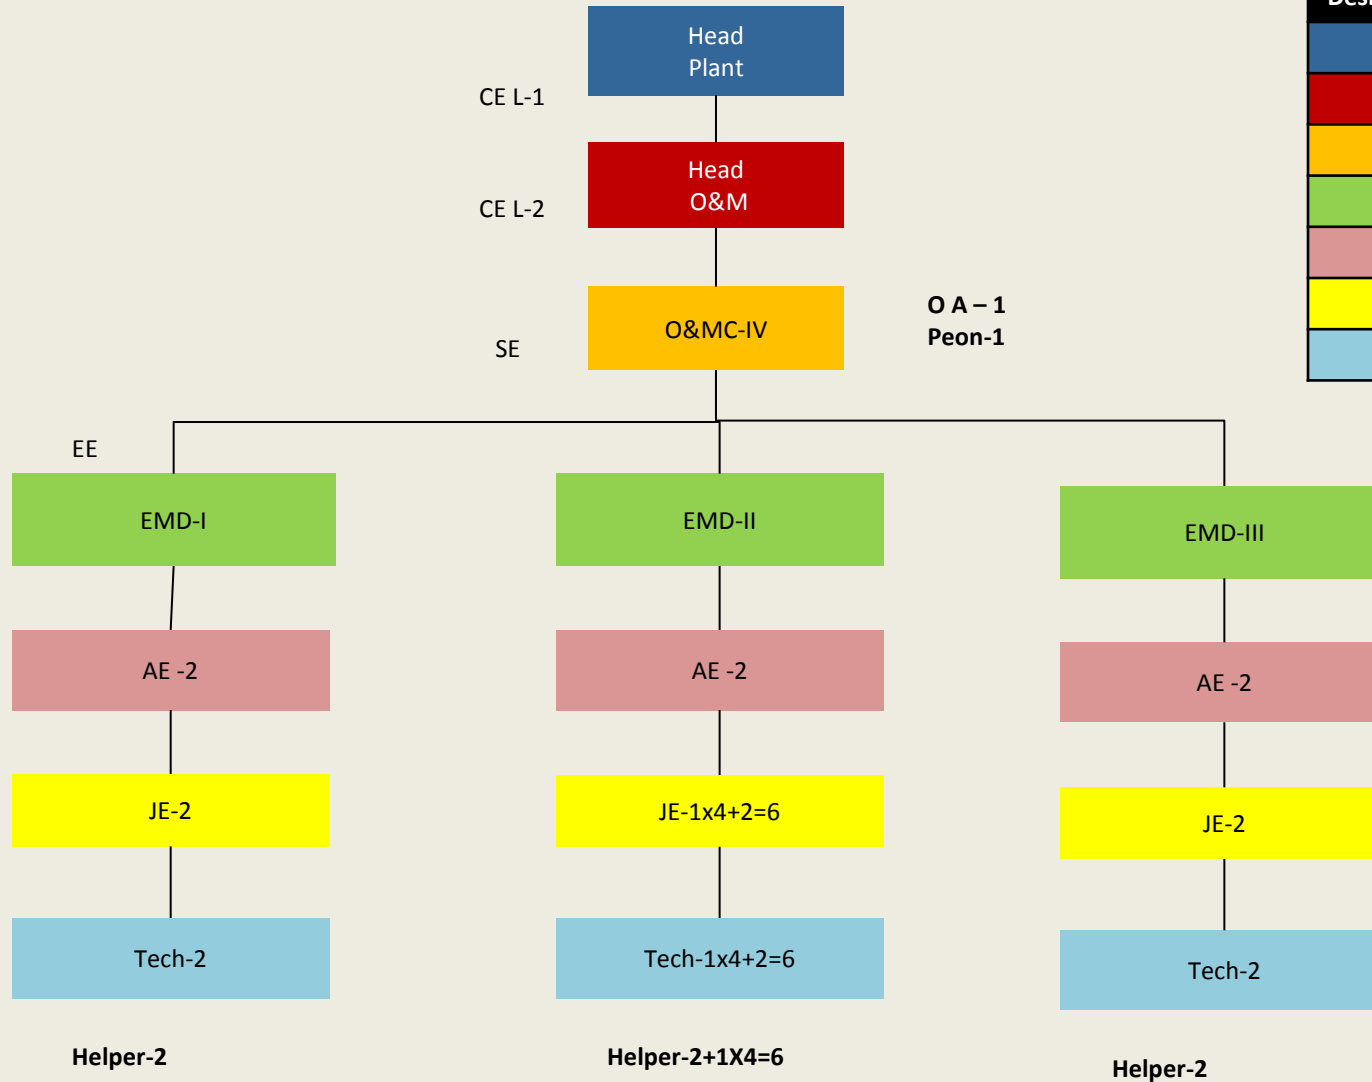 Head
Plant
CE L-1
Head
O&M
CE L-2
O&MC-IV
SE
O A – 1
Peon-1
EE
EMD-I
EMD-II
EMD-III
AE -2
AE -2
AE -2
JE-2
JE-1x4+2=6
JE-2
Tech-2
Tech-1x4+2=6
Tech-2
Helper-2
Helper-2+1X4=6
Helper-2